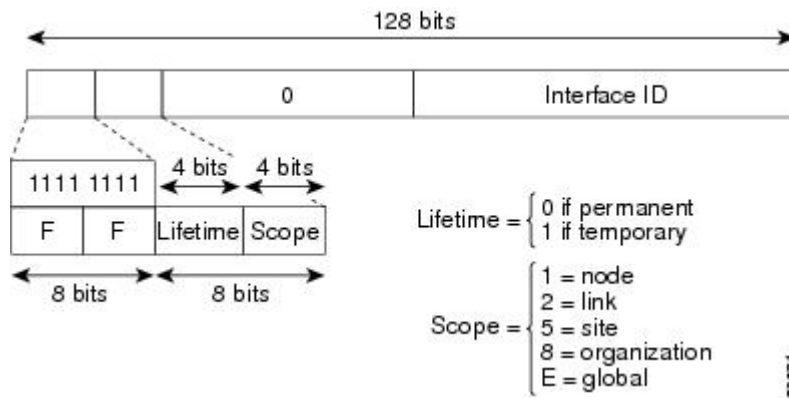 128 bits
0 Interface ID
4 bits 4 bits
1111 1111
F F Lifetime Scope
8 bits 8 bits
Lifetime = 0 if permanent
1 if temporary
Scope = 1 = node
2 = link
5 = site
8 = organization
E = global